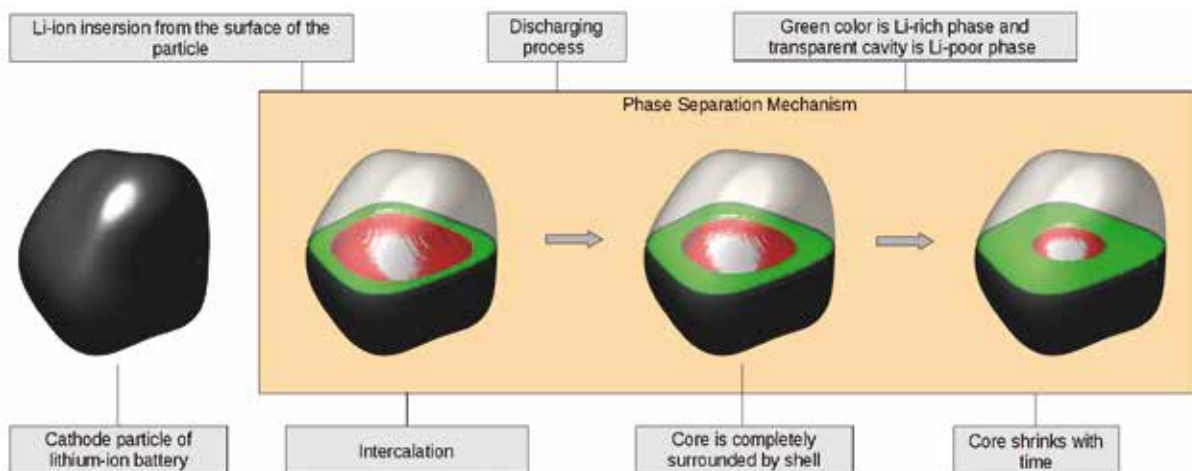 Li-ion insersion from the surface of the
particle
Discharging
process
Green color is Li-rich phase and
transparent cavity is Li-poor phase
Phase Separation Mechanism
Cathode particle of
lithium-ion battery
Intercalation
Core is completely
surrounded by shell
Core shrinks with
time